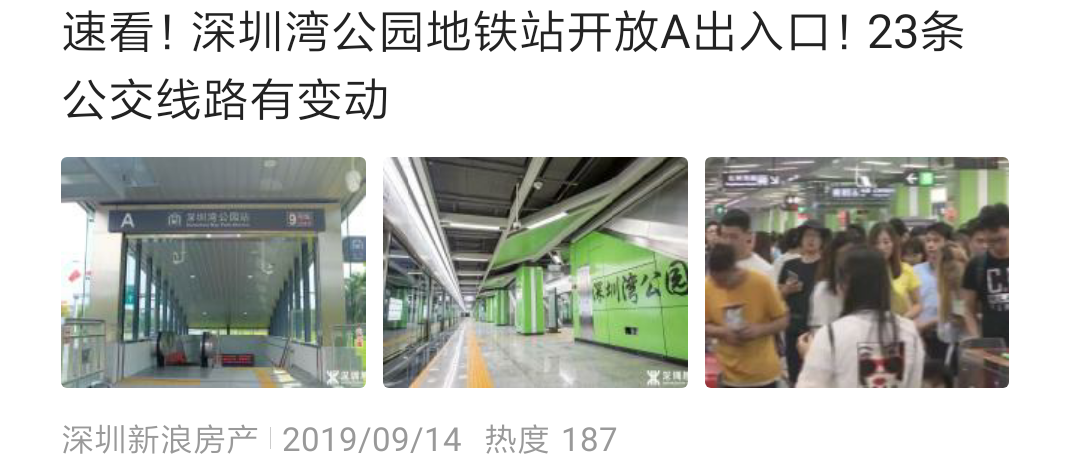 速看！深圳湾公园地铁站开放A出入口！23条
公交线路有变动
A 深圳湾公园站 9号线
深圳湾公园
深圳新浪房产 2019/09/14 热度 187